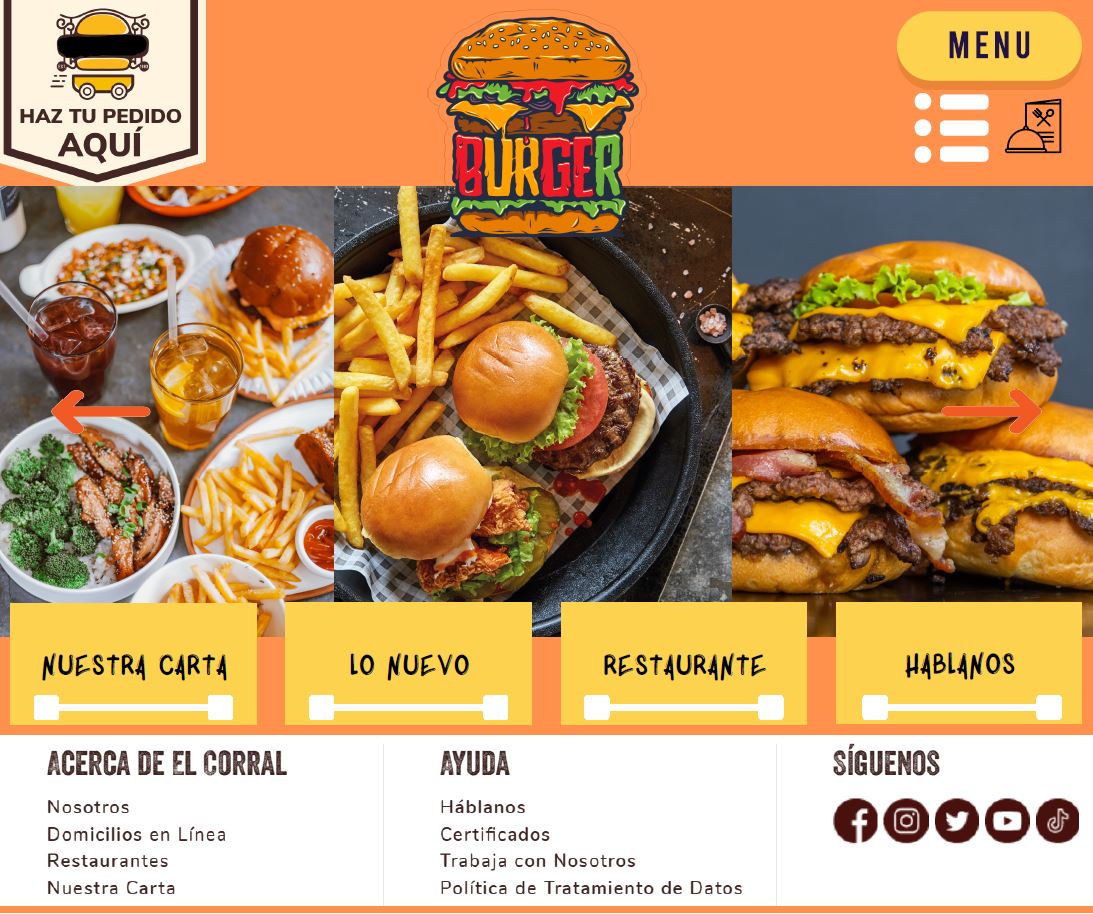 HAZ TU PEDIDO
AQUÍ
BURGER
MENU
NUESTRA CARTA
LO NUEVO
RESTAURANTE
HABLANOS
ACERCA DE EL CORRAL
Nosotros
Domicilios en Línea
Restaurantes
Nuestra Carta
AYUDA
Háblanos
Certificados
Trabaja con Nosotros
Política de Tratamiento de Datos
SÍGUENOS